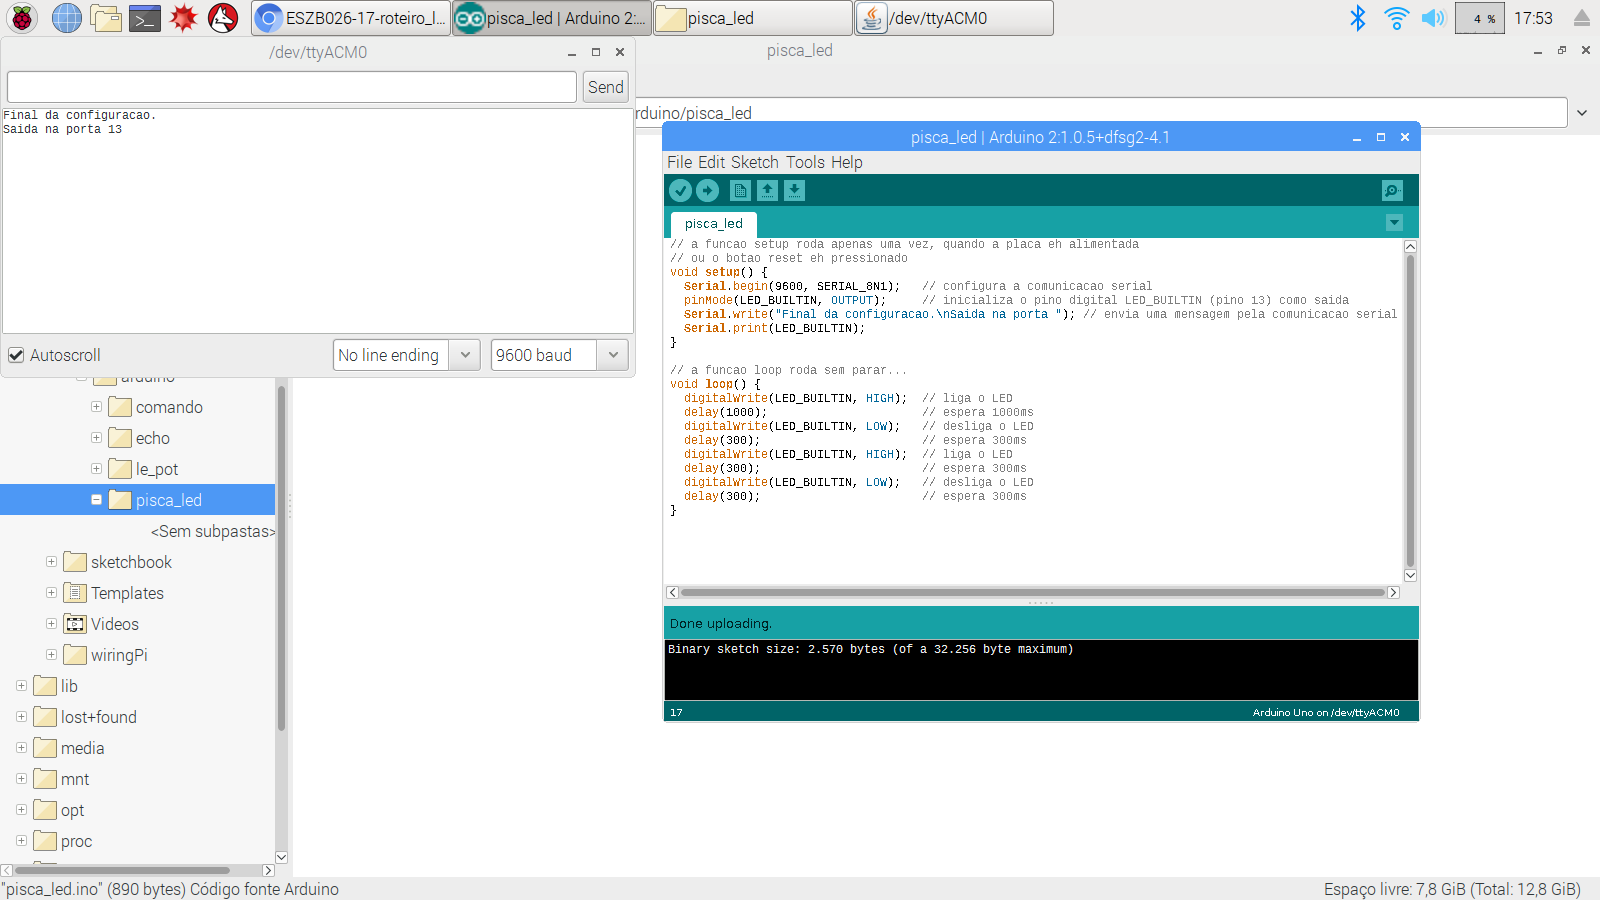 ESZB026-17-roteiro_l...
pisca_led | Arduino 2:...
pisca_led
/dev/ttyACM0
4 %
17:53
/dev/ttyACM0
pisca_led
Send
Final da configuracao.
Saida na porta 13
rduino/pisca_led
Autoscroll
No line ending
9600 baud
pisca_led | Arduino 2:1.0.5+dfsg2-4.1
File Edit Sketch Tools Help
pisca_led
// a funcao setup roda apenas uma vez, quando a placa eh alimentada
// ou o botao reset eh pressionado
void setup() {
  Serial.begin(9600, SERIAL_8N1);   // configura a comunicacao serial
  pinMode(LED_BUILTIN, OUTPUT);     // inicializa o pino digital LED_BUILTIN (pino 13) como saida
  Serial.write("Final da configuracao.\nSaida na porta "); // envia uma mensagem pela comunicacao serial
  Serial.print(LED_BUILTIN);
}
// a funcao loop roda sem parar...
void loop() {
  digitalWrite(LED_BUILTIN, HIGH);  // liga o LED
  delay(1000);                      // espera 1000ms
  digitalWrite(LED_BUILTIN, LOW);   // desliga o LED
  delay(300);                       // espera 300ms
  digitalWrite(LED_BUILTIN, HIGH);  // liga o LED
  delay(300);                       // espera 300ms
  digitalWrite(LED_BUILTIN, LOW);   // desliga o LED
  delay(300);                       // espera 300ms
}
Done uploading.
Binary sketch size: 2.570 bytes (of a 32.256 byte maximum)
17
Arduino Uno on /dev/ttyACM0
arduino
comando
echo
le_pot
pisca_led
<Sem subpastas>
sketchbook
Templates
Videos
wiringPi
lib
lost+found
media
mnt
opt
proc
"pisca_led.ino" (890 bytes) Código fonte Arduino
Espaço livre: 7,8 GiB (Total: 12,8 GiB)